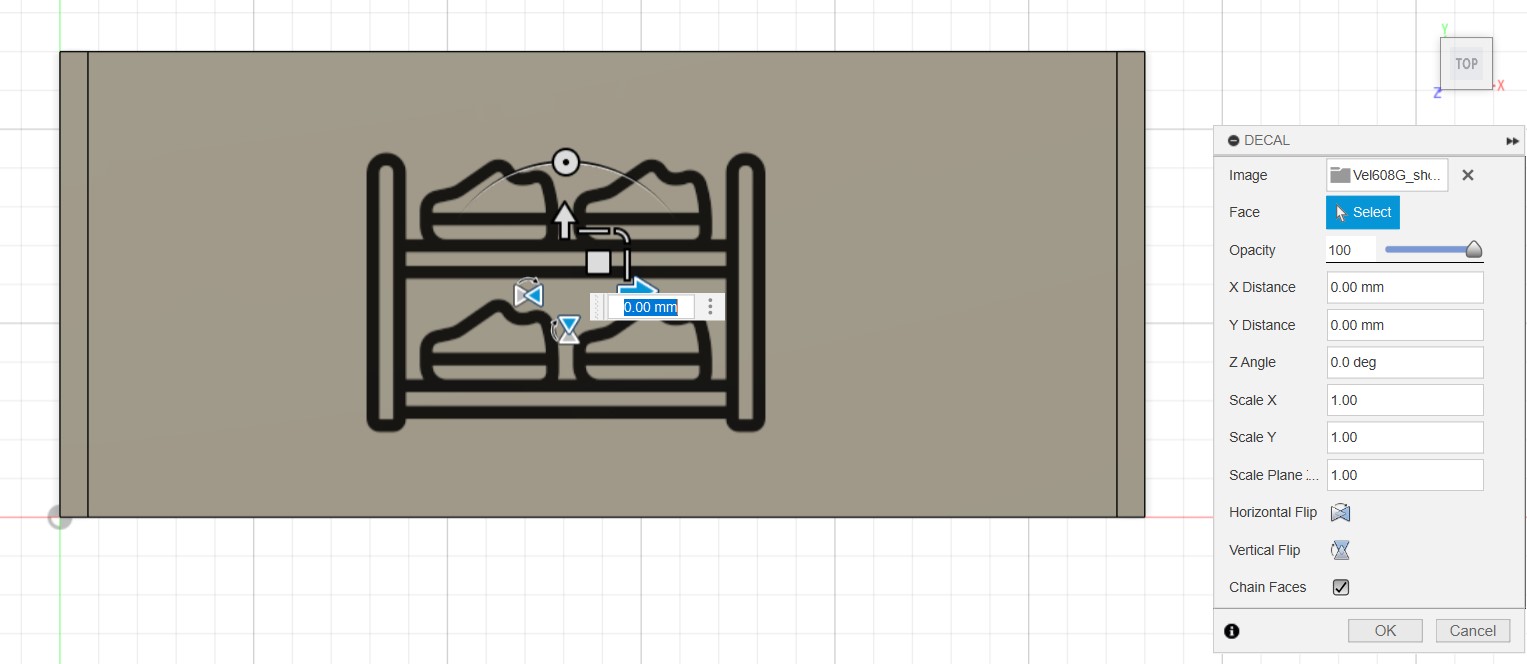 Y
TOP
X
Z
DECAL
Image Vel608G_sho...
Face Select
Opacity 100
X Distance 0.00 mm
0.00 mm
Y Distance 0.00 mm
Z Angle 0.0 deg
Scale X 1.00
Scale Y 1.00
Scale Plane ... 1.00
Horizontal Flip
Vertical Flip
Chain Faces
OK Cancel